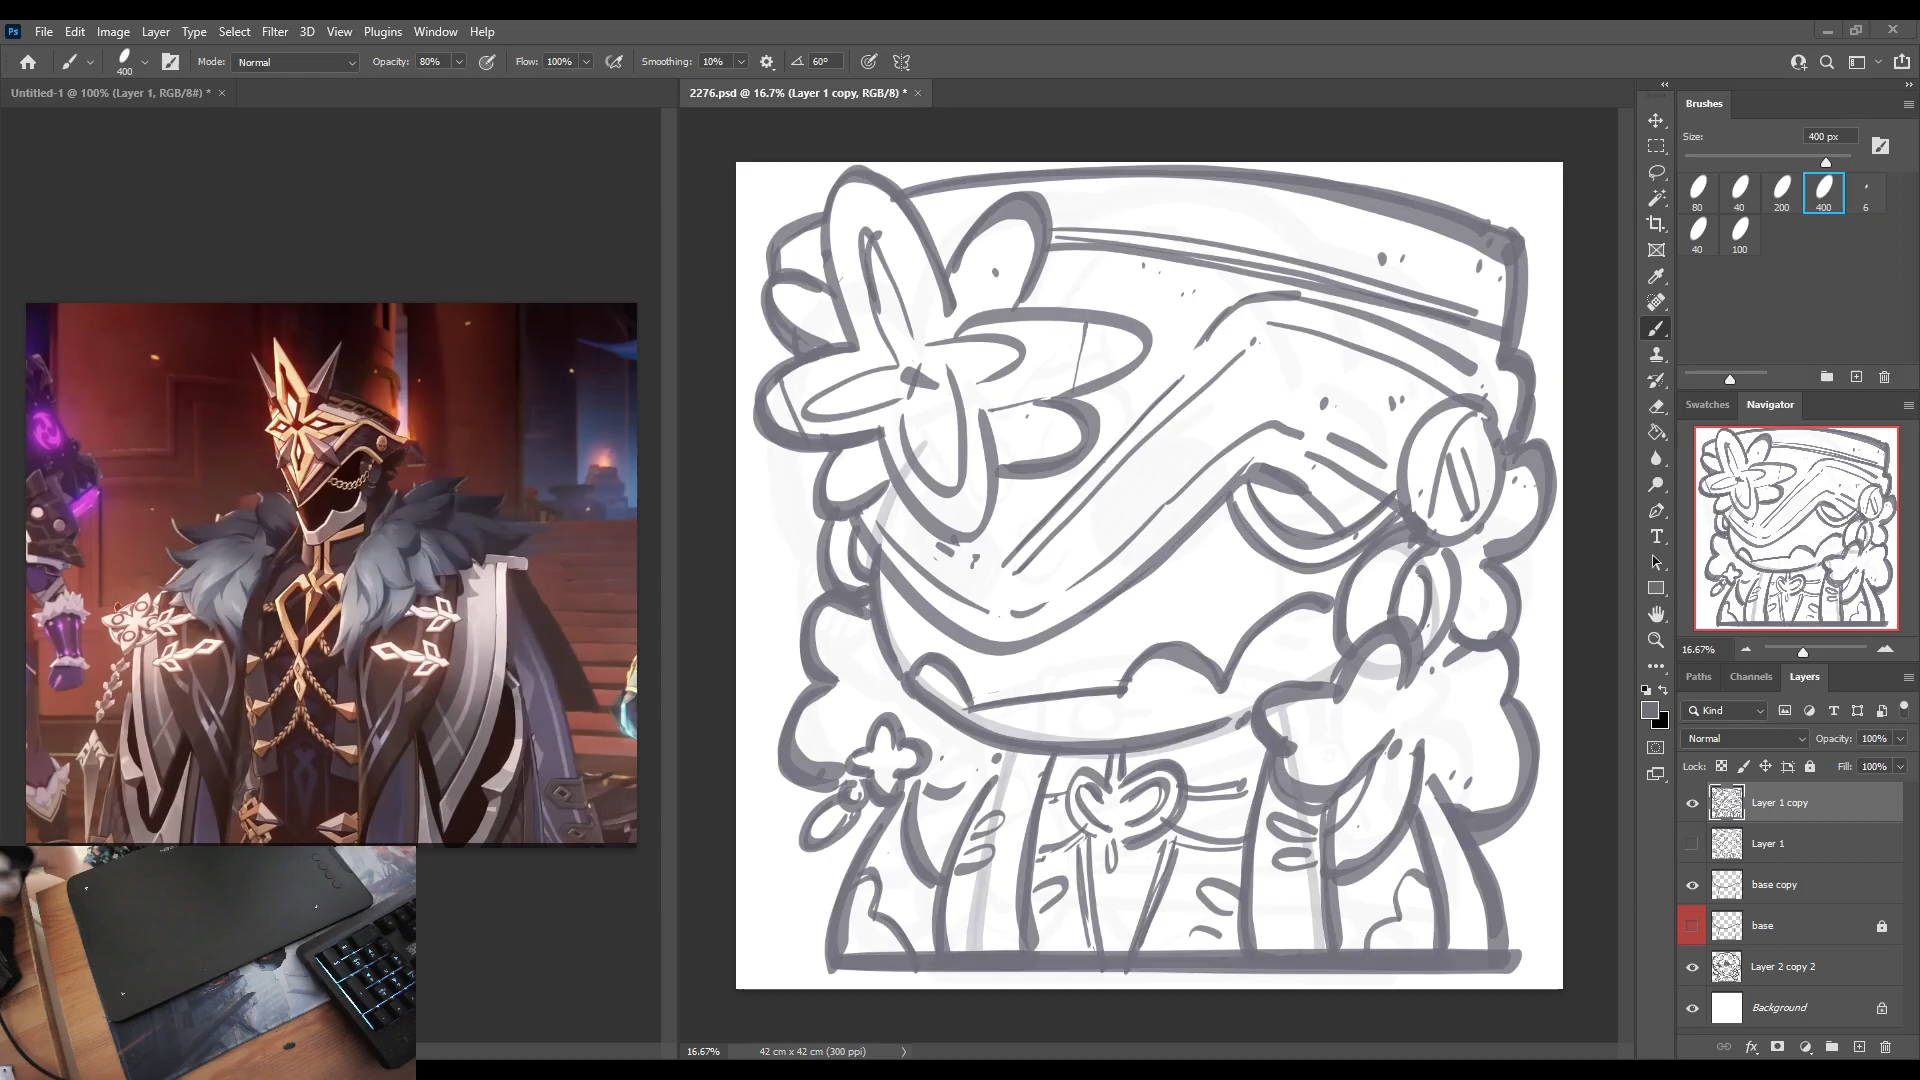 Ps File Edit Image Layer Type Select Filter 3D View Plugins Window Help
400 Mode: Normal Opacity: 80% Flow: 100% Smoothing: 10% 60°
Untitled-1 @ 100% (Layer 1, RGB/8#) * ×
2276.psd @ 16.7% (Layer 1 copy, RGB/8) * ×
Brushes
Size: 400 px
80 40 200 400 6
40 100
Swatches Navigator
16.67%
Paths Channels Layers
Kind
Normal Opacity: 100%
Lock: Fill: 100%
Layer 1 copy
Layer 1
base copy
base
Layer 2 copy 2
Background
fx
16.67% 42 cm x 42 cm (300 ppi)